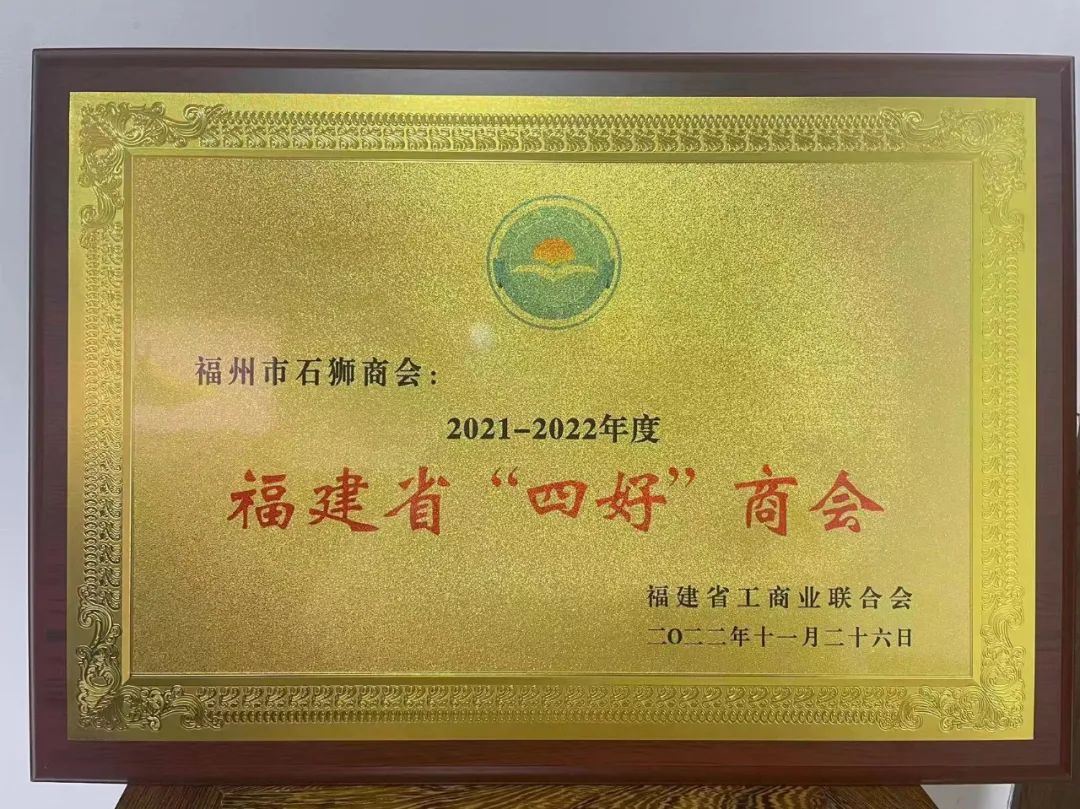 福州市石狮商会：
2021-2022年度
福建省“四好”商会
福建省工商业联合会
二〇二二年十一月二十六日